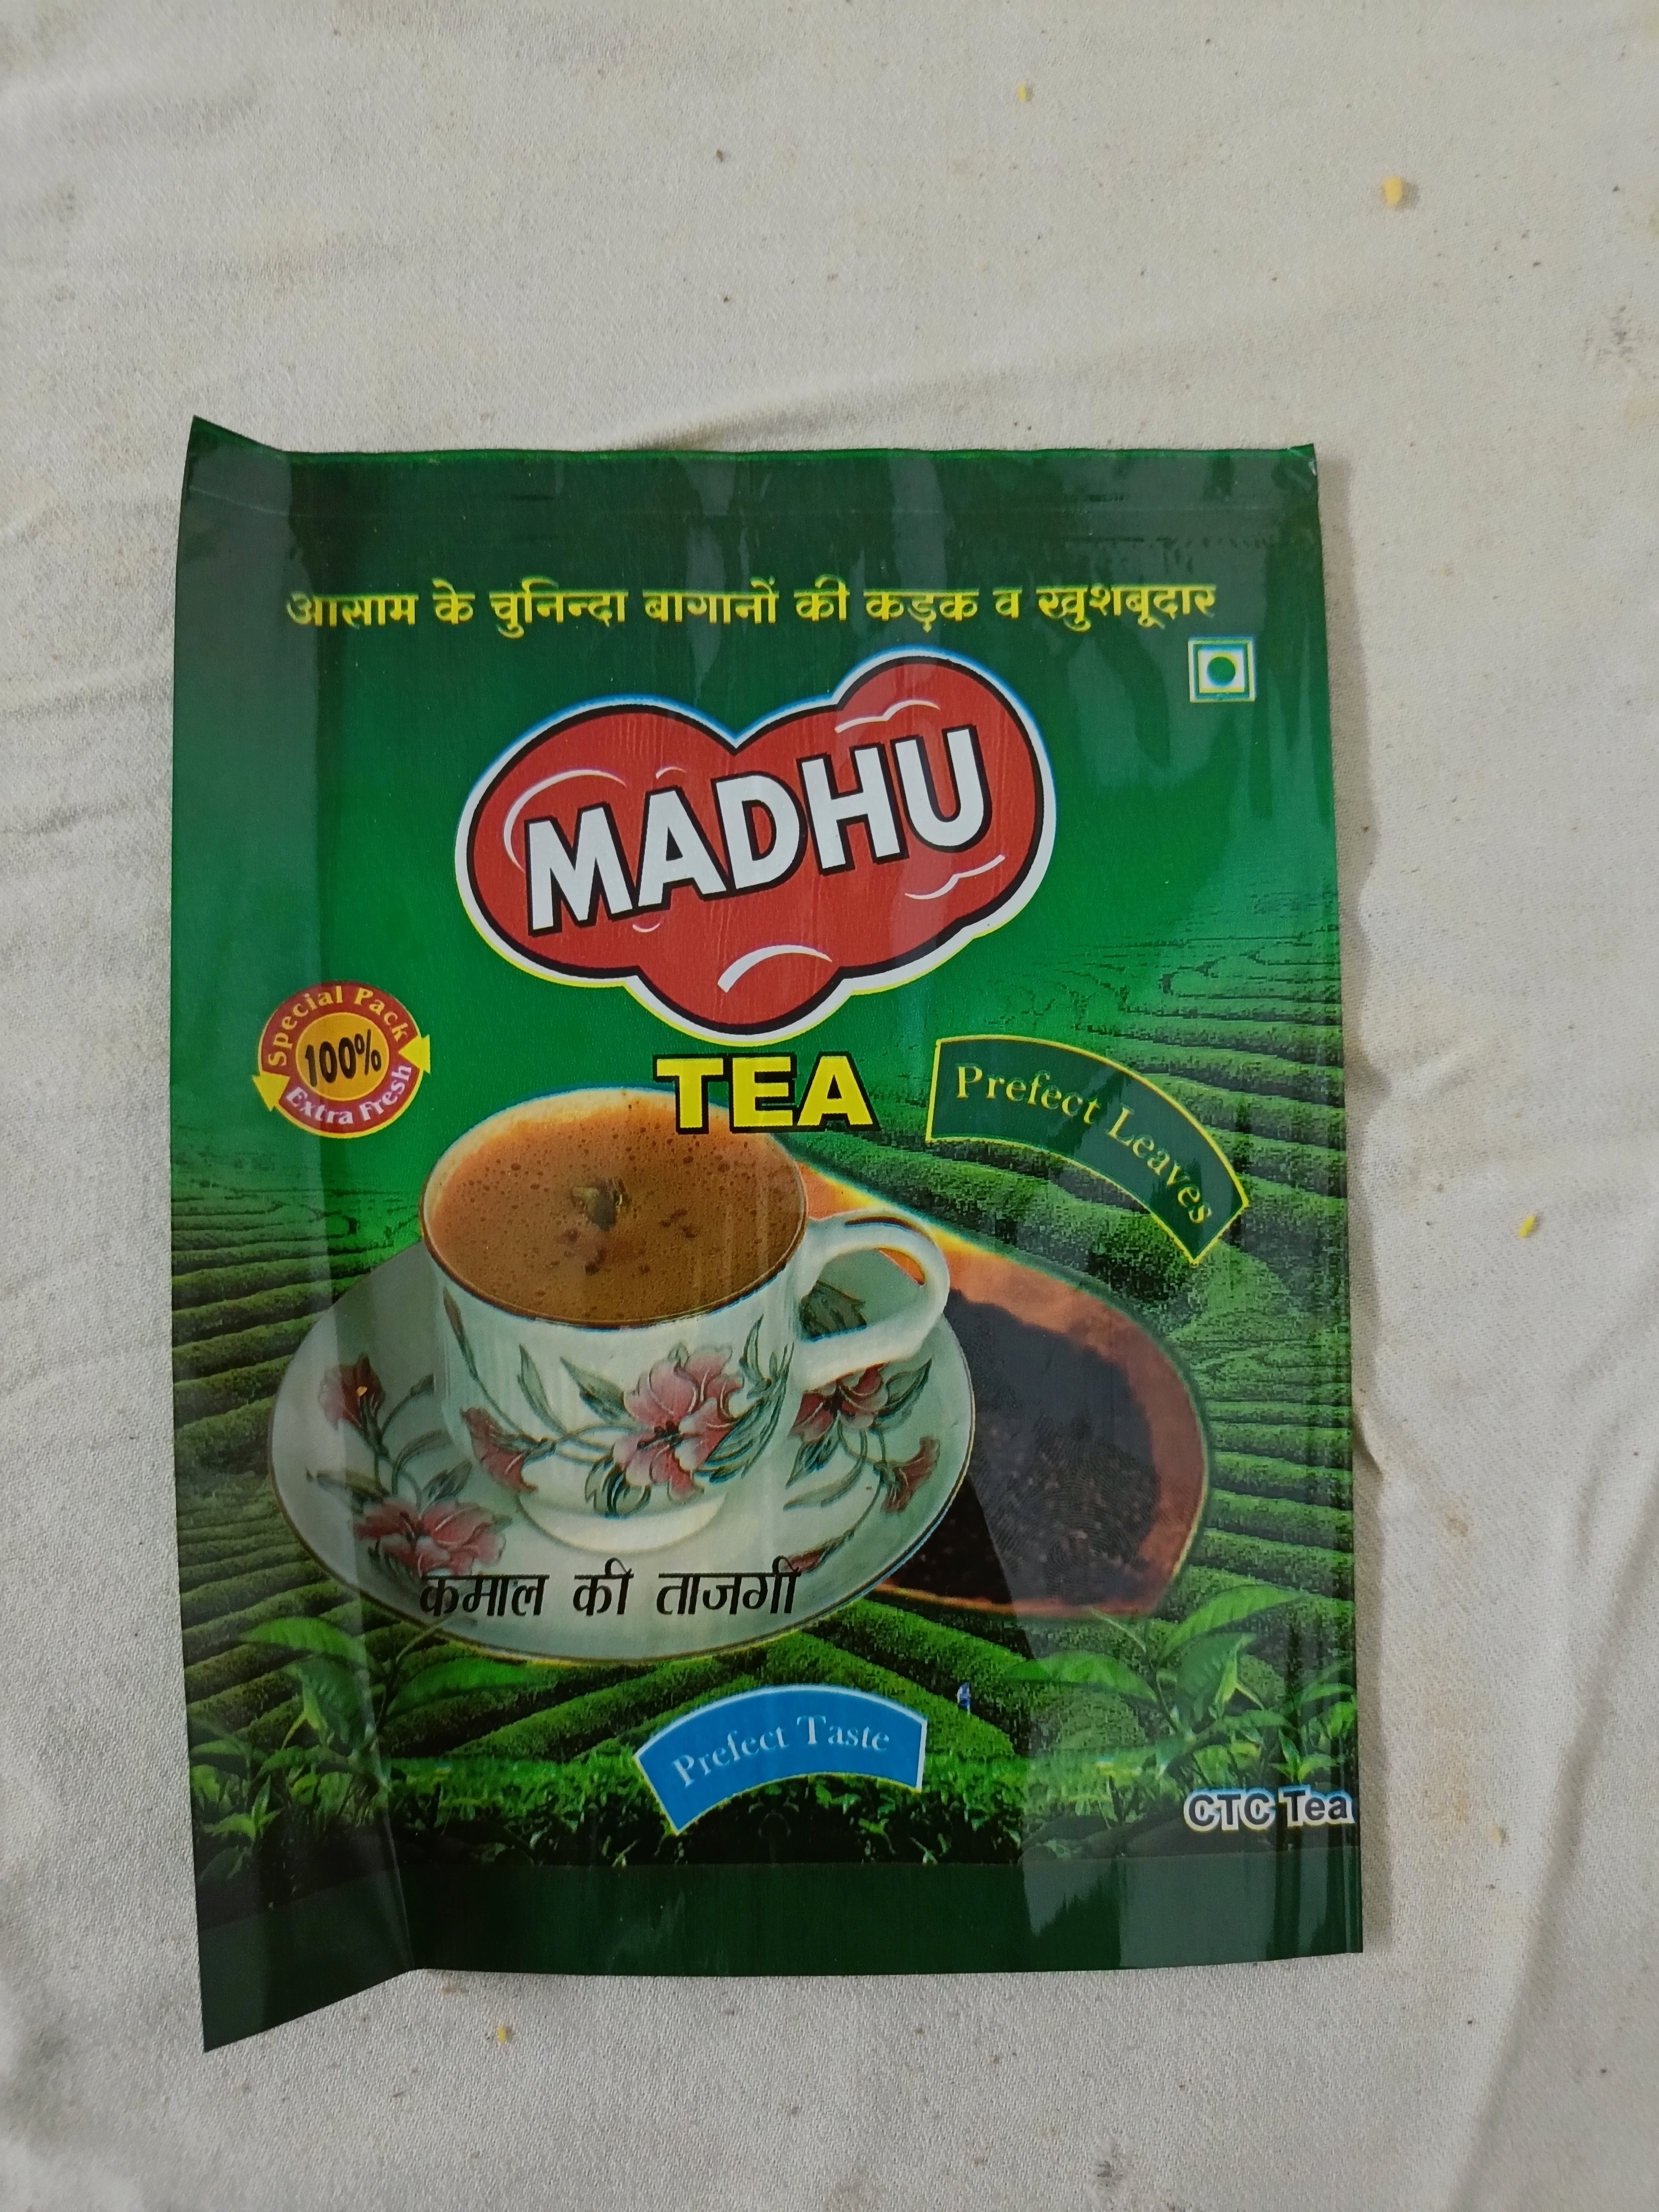 आसाम के चुनिन्दा बागानों की कड़क व खुशबूदार
MADHU
TEA
Special Pack
100%
Extra Fresh
Prefect Leaves
कमाल की ताजगी
Prefect Taste
CTC Tea